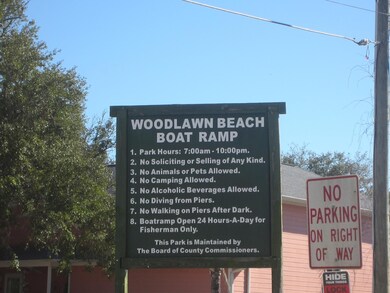 WOODLAWN BEACH
BOAT RAMP
1. Park Hours: 7:00am - 10:00pm.
2. No Soliciting or Selling of Any Kind.
3. No Animals or Pets Allowed.
4. No Camping Allowed.
5. No Alcoholic Beverages Allowed.
6. No Diving from Piers.
7. No Walking on Piers After Dark.
8. Boatramp Open 24 Hours-A-Day for
Fisherman Only.
This Park is Maintained by
The Board of County Commissioners.
NO
PARKING
ON RIGHT
OF WAY
HIDE